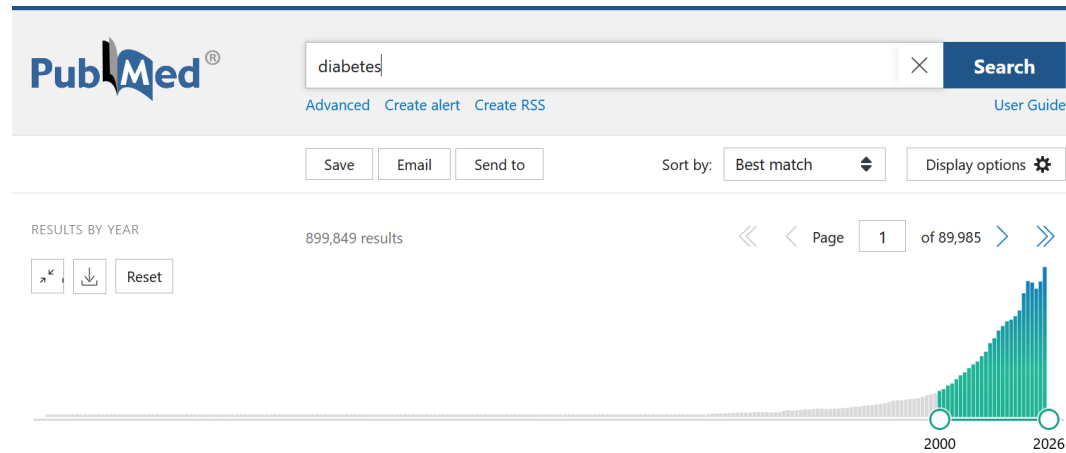 PubMed®
diabetes
Search
Advanced Create alert Create RSS
User Guide
Save Email Send to
Sort by: Best match
Display options
RESULTS BY YEAR
899,849 results
Page 1 of 89,985
Reset
2000 2026